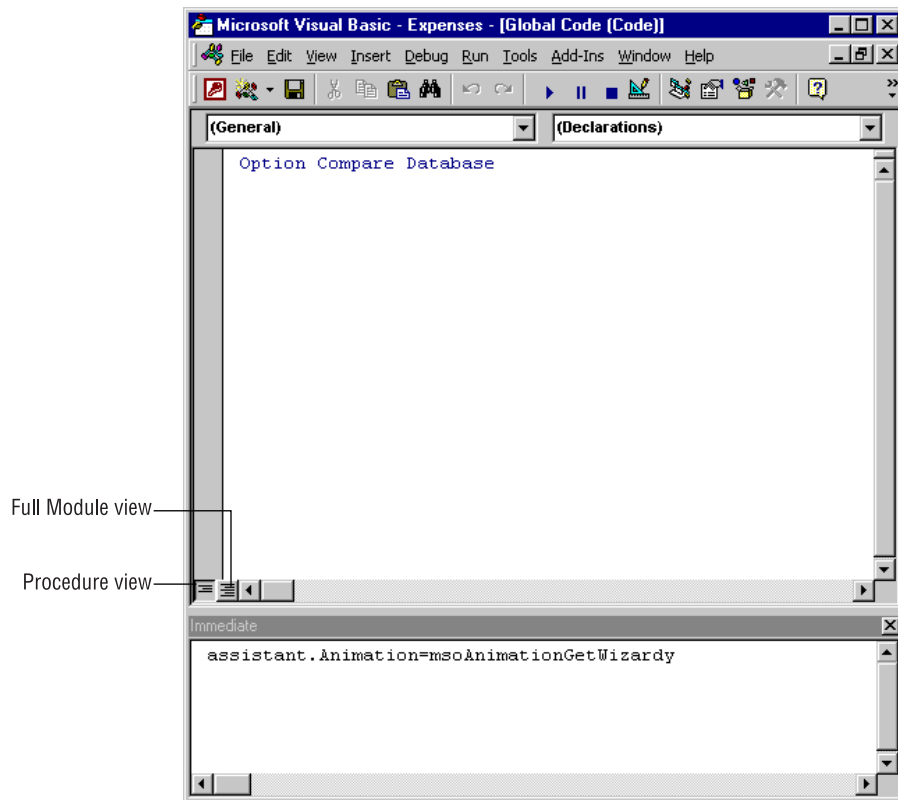 Microsoft Visual Basic - Expenses - [Global Code (Code)]
File Edit View Insert Debug Run Tools Add-Ins Window Help
(General) (Declarations)
Option Compare Database
Full Module view
Procedure view
Immediate
assistant.Animation=msoAnimationGetWizardy